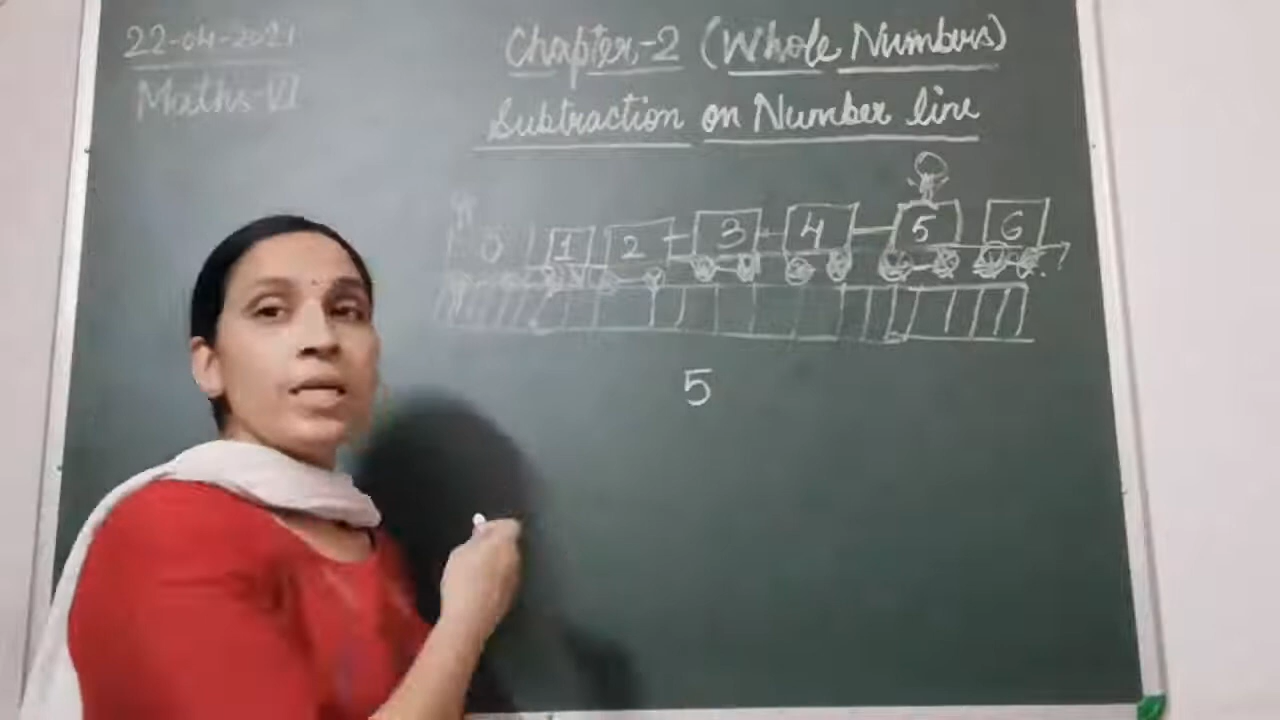 22-04-2021
Maths-VI
Chapter-2 (Whole Numbers)
Subtraction on Number line
0 1 2 3 4 5 6
5